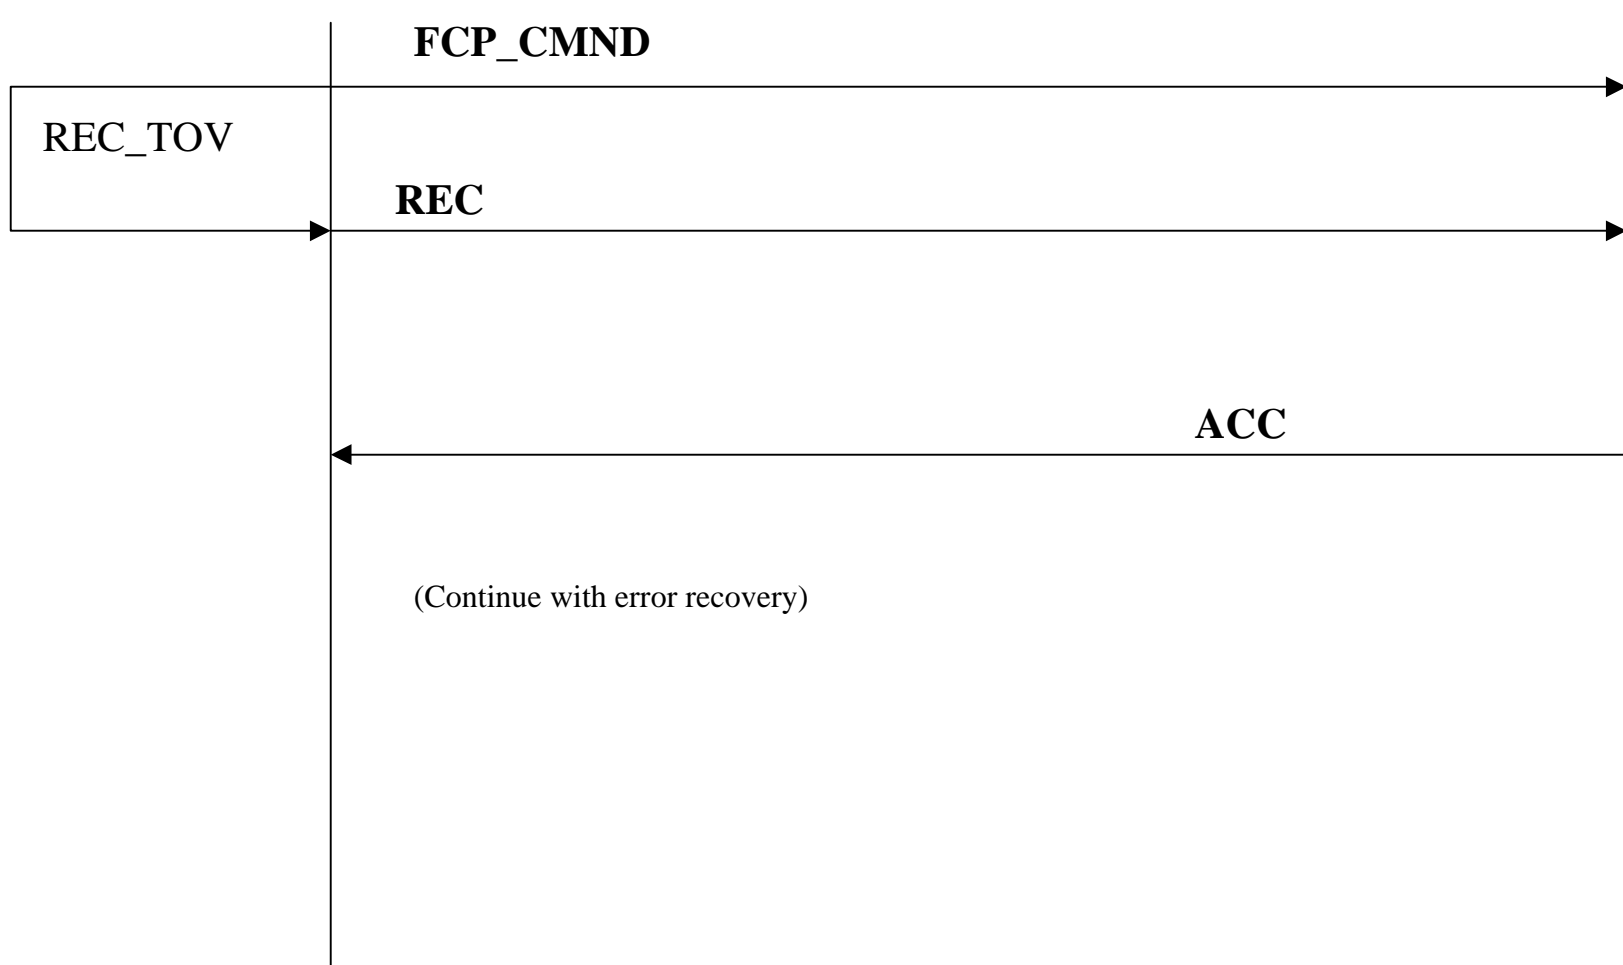 FCP_CMND
REC_TOV
REC
ACC
(Continue with error recovery)